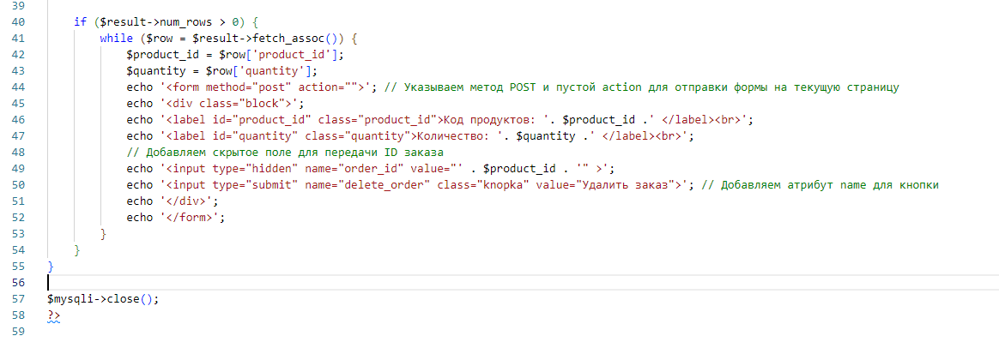 39
40 if ($result->num_rows > 0) {
41 while ($row = $result->fetch_assoc()) {
42 $product_id = $row['product_id'];
43 $quantity = $row['quantity'];
44 echo '<form method="post" action="">'; // Указываем метод POST и пустой action для отправки формы на текущую страницу
45 echo '<div class="block">';
46 echo '<label id="product_id" class="product_id">Код продуктов: '. $product_id .' </label><br>';
47 echo '<label id="quantity" class="quantity">Количество: '. $quantity .' </label><br>';
48 // Добавляем скрытое поле для передачи ID заказа
49 echo '<input type="hidden" name="order_id" value="' . $product_id . '" >';
50 echo '<input type="submit" name="delete_order" class="knopka" value="Удалить заказ">'; // Добавляем атрибут name для кнопки
51 echo '</div>';
52 echo '</form>';
53 }
54 }
55 }
56
57 $mysqli->close();
58 ?>
59